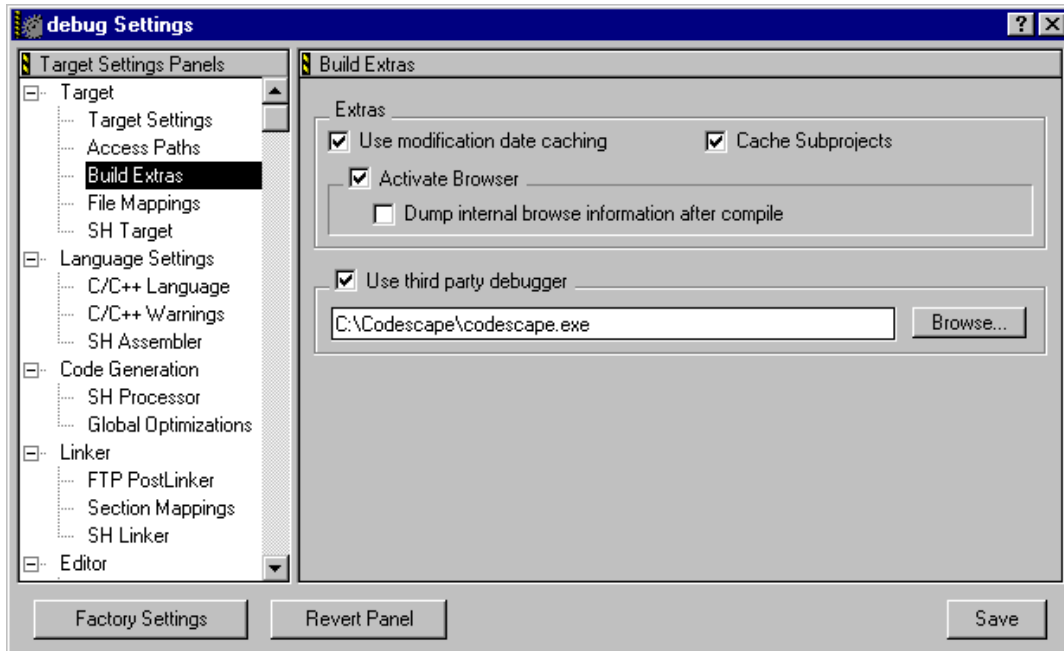 debug Settings
Target Settings Panels
Target
Target Settings
Access Paths
Build Extras
File Mappings
SH Target
Language Settings
C/C++ Language
C/C++ Warnings
SH Assembler
Code Generation
SH Processor
Global Optimizations
Linker
FTP PostLinker
Section Mappings
SH Linker
Editor
Build Extras
Extras
Use modification date caching
Cache Subprojects
Activate Browser
Dump internal browse information after compile
Use third party debugger
C:\Codescape\codescape.exe
Browse...
Factory Settings
Revert Panel
Save